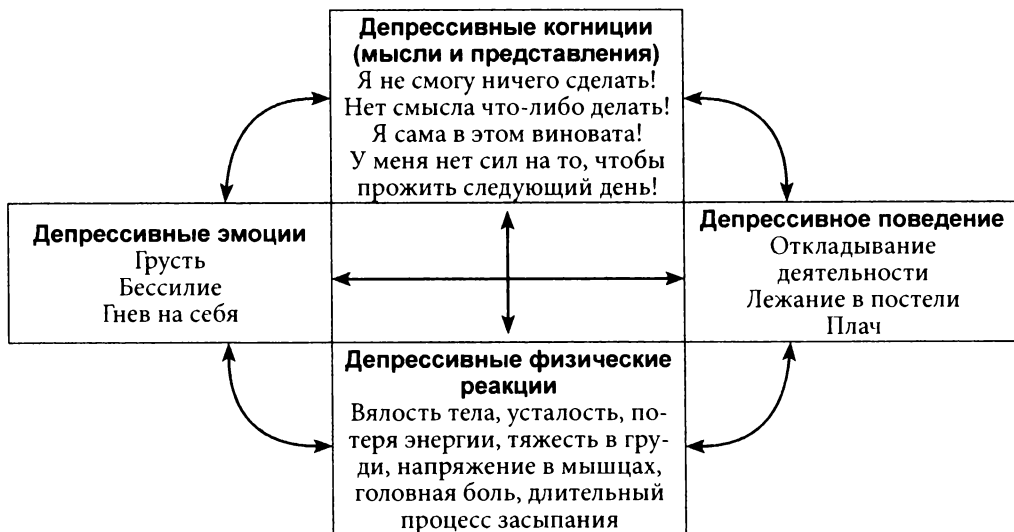 Депрессивные когниции
(мысли и представления)
Я не смогу ничего сделать!
Нет смысла что-либо делать!
Я сама в этом виновата!
У меня нет сил на то, чтобы
прожить следующий день!
Депрессивные эмоции
Грусть
Бессилие
Гнев на себя
Депрессивное поведение
Откладывание
деятельности
Лежание в постели
Плач
Депрессивные физические
реакции
Вялость тела, усталость, по-
теря энергии, тяжесть в гру-
ди, напряжение в мышцах,
головная боль, длительный
процесс засыпания